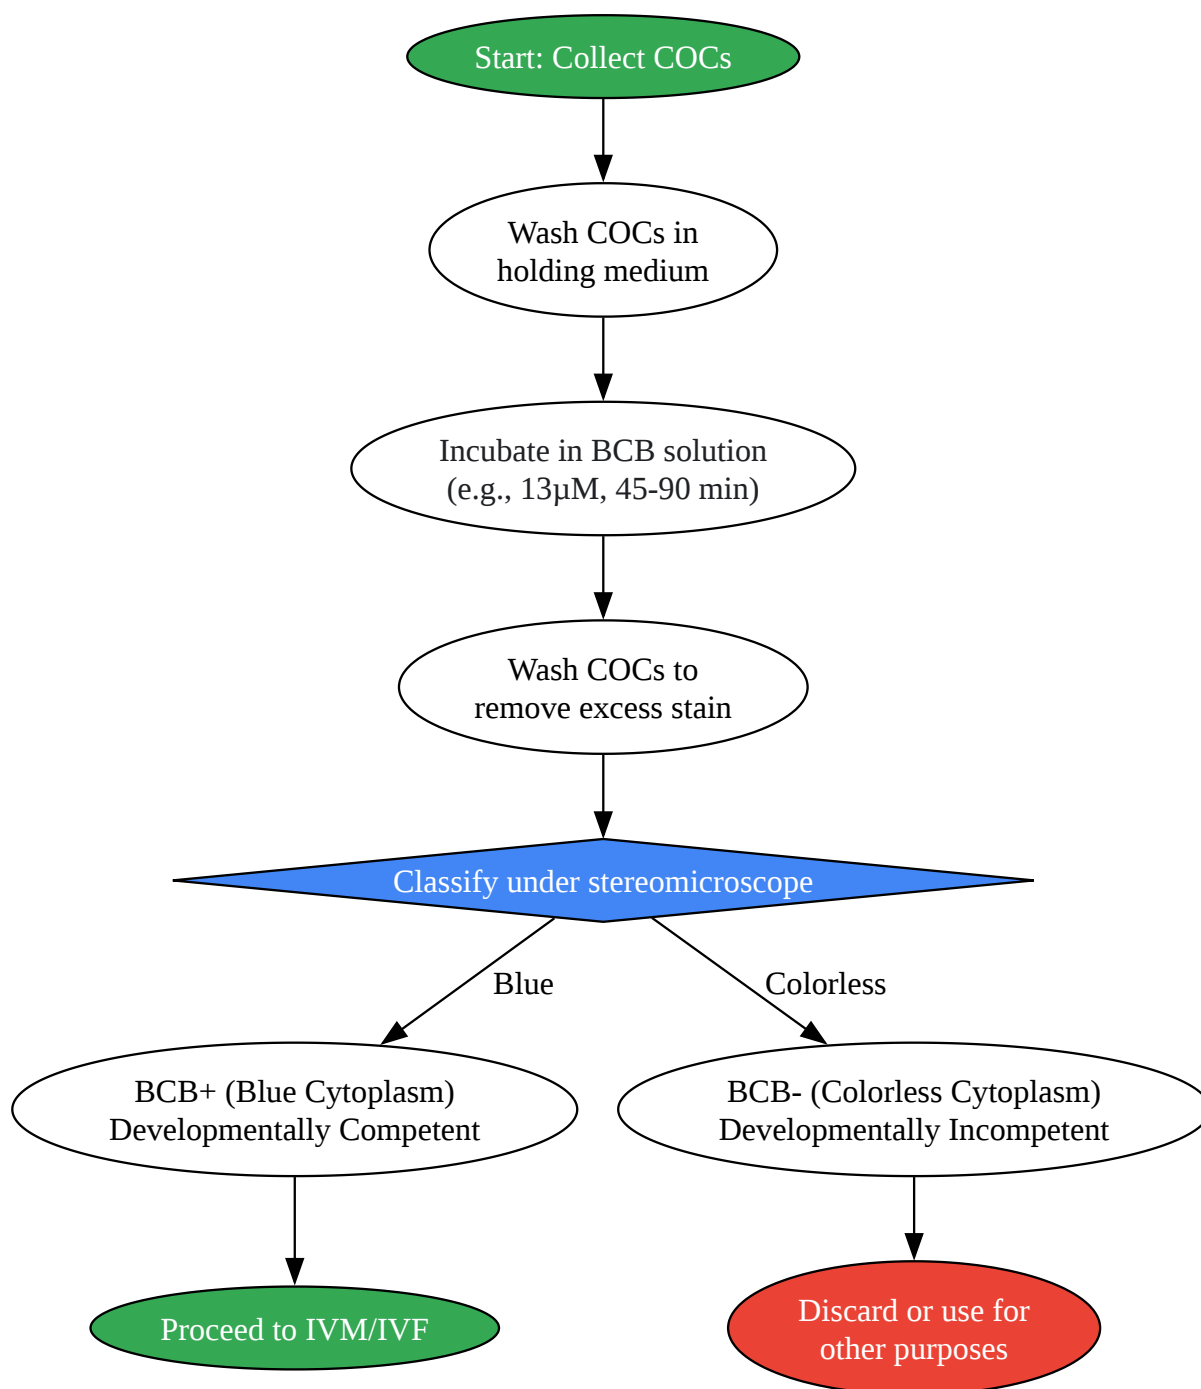 Start: Collect COCs
Wash COCs in
holding medium
Incubate in BCB solution
(e.g., 13µM, 45-90 min)
Wash COCs to
remove excess stain
Classify under stereomicroscope
Blue
Colorless
BCB+ (Blue Cytoplasm)
Developmentally Competent
BCB- (Colorless Cytoplasm)
Developmentally Incompetent
Proceed to IVM/IVF
Discard or use for
other purposes